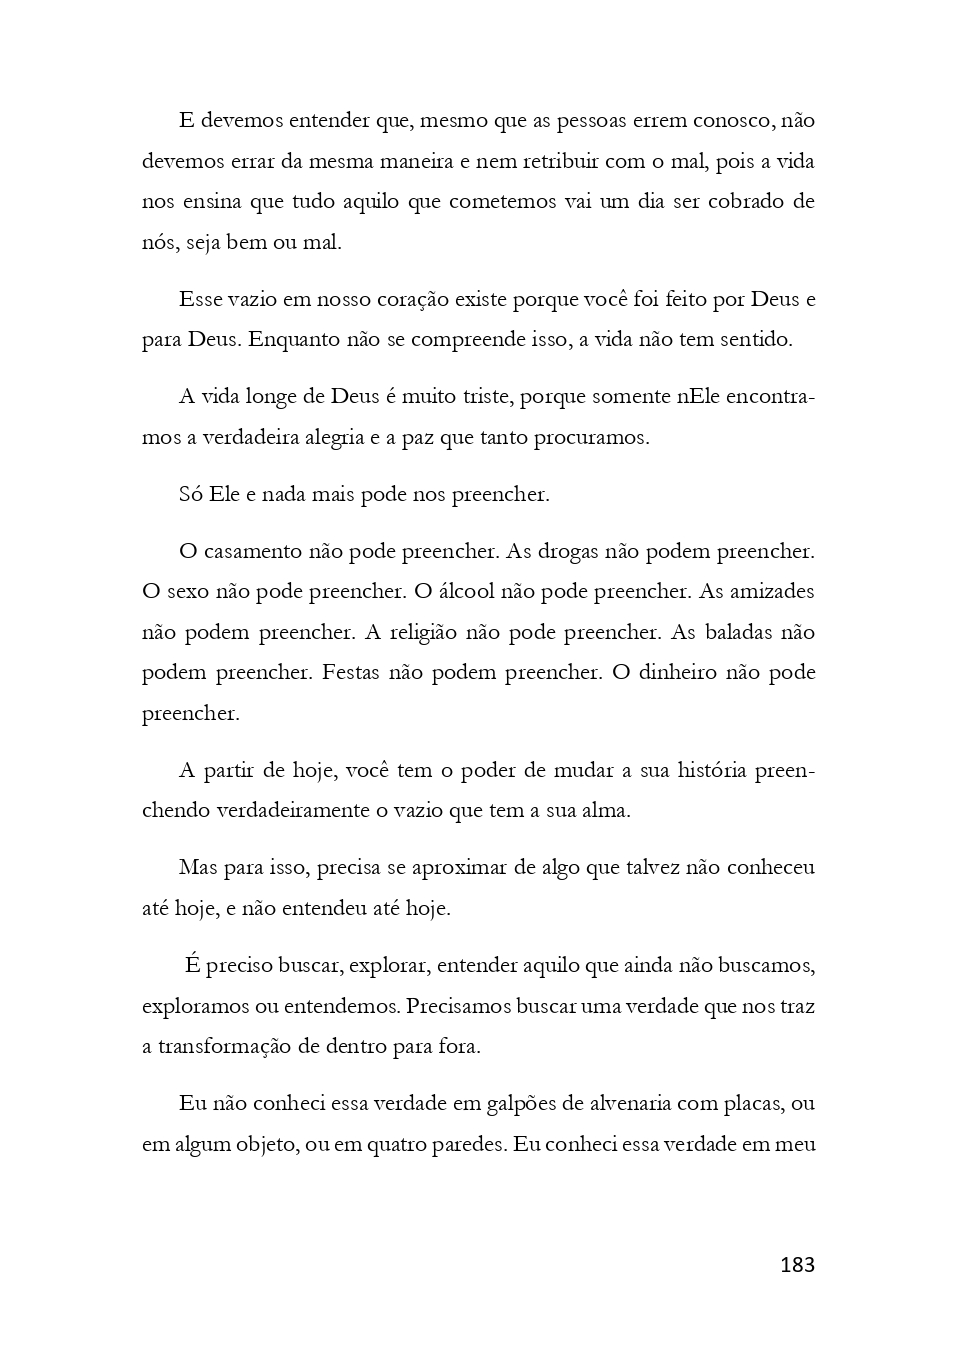 E devemos entender que, mesmo que as pessoas errem conosco, não
devemos errar da mesma maneira e nem retribuir com o mal, pois a vida
nos ensina que tudo aquilo que cometemos vai um dia ser cobrado de
nós, seja bem ou mal.
Esse vazio em nosso coração existe porque você foi feito por Deus e
para Deus. Enquanto não se compreende isso, a vida não tem sentido.
A vida longe de Deus é muito triste, porque somente nEle encontra-
mos a verdadeira alegria e a paz que tanto procuramos.
Só Ele e nada mais pode nos preencher.
O casamento não pode preencher. As drogas não podem preencher.
O sexo não pode preencher. O álcool não pode preencher. As amizades
não podem preencher. A religião não pode preencher. As baladas não
podem preencher. Festas não podem preencher. O dinheiro não pode
preencher.
A partir de hoje, você tem o poder de mudar a sua história preen-
chendo verdadeiramente o vazio que tem a sua alma.
Mas para isso, precisa se aproximar de algo que talvez não conheceu
até hoje, e não entendeu até hoje.
É preciso buscar, explorar, entender aquilo que ainda não buscamos,
exploramos ou entendemos. Precisamos buscar uma verdade que nos traz
a transformação de dentro para fora.
Eu não conheci essa verdade em galpões de alvenaria com placas, ou
em algum objeto, ou em quatro paredes. Eu conheci essa verdade em meu
183